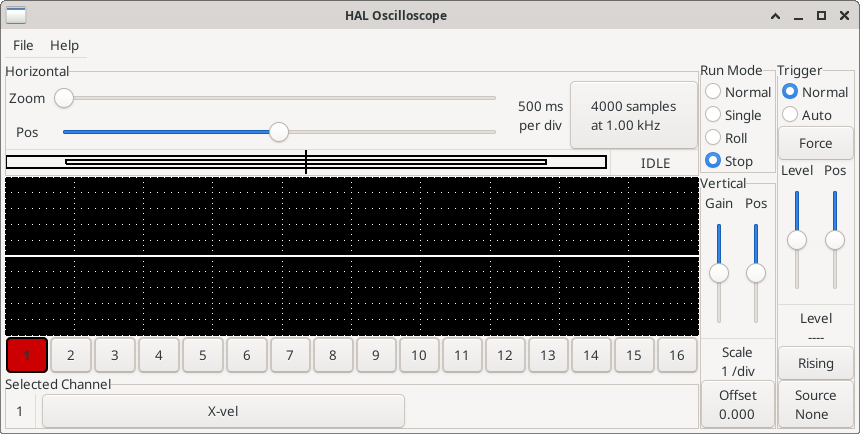 HAL Oscilloscope
File Help
Horizontal
Zoom
Pos
500 ms
per div
4000 samples
at 1.00 kHz
IDLE
Run Mode
Normal
Single
Roll
Stop
Trigger
Normal
Auto
Force
Level Pos
Vertical
Gain Pos
Scale
1 /div
Offset
0.000
Level
----
Rising
Source
None
1 2 3 4 5 6 7 8 9 10 11 12 13 14 15 16
Selected Channel
1 X-vel